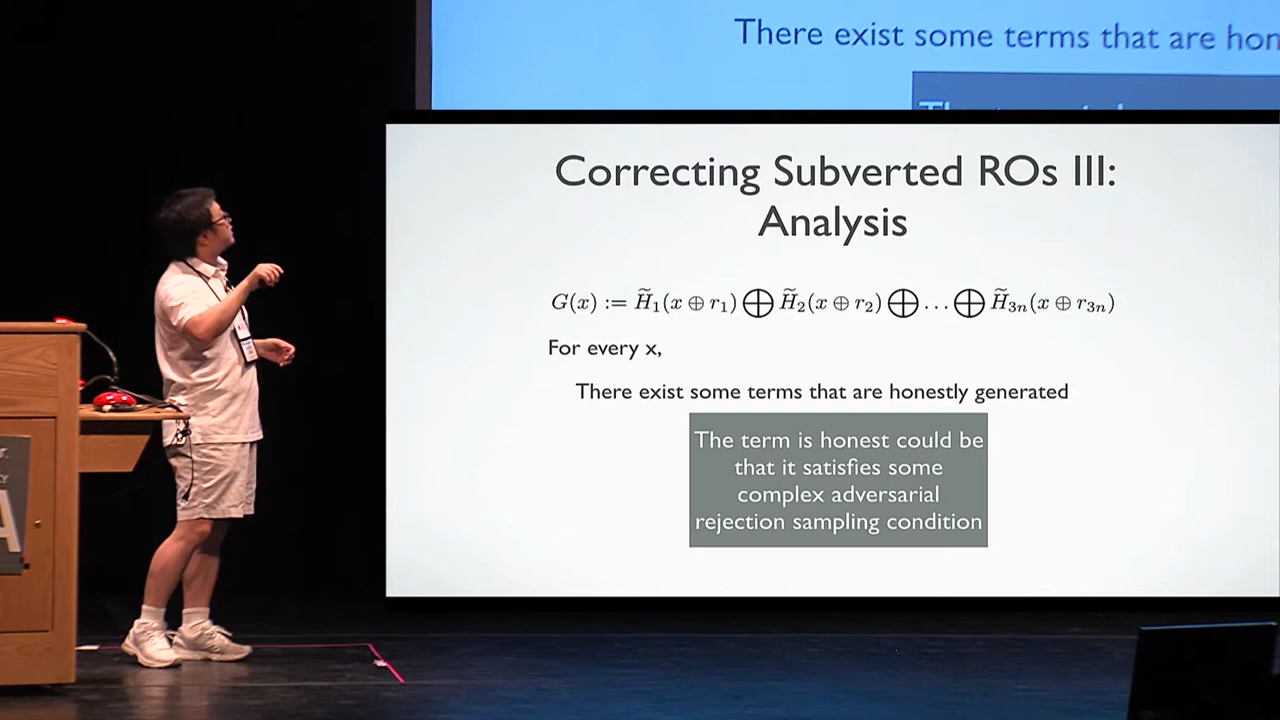 There exist some terms that are hon
Correcting Subverted ROs III:
Analysis
G(x) := H̃₁(x ⊕ r₁) ⨁ H̃₂(x ⊕ r₂) ⨁ … ⨁ H̃₃ₙ(x ⊕ r₃ₙ)
For every x,
There exist some terms that are honestly generated
The term is honest could be
that it satisfies some
complex adversarial
rejection sampling condition